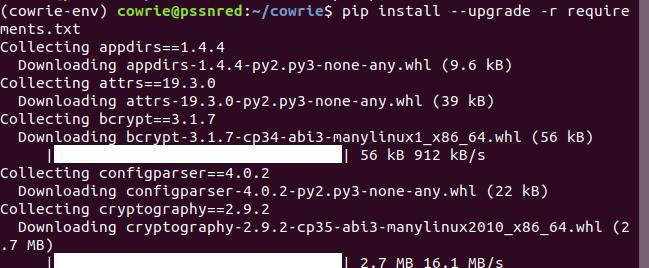 (cowrie-env) cowrie@pssnred:~/cowrie$ pip install --upgrade -r require
ments.txt
Collecting appdirs==1.4.4
  Downloading appdirs-1.4.4-py2.py3-none-any.whl (9.6 kB)
Collecting attrs==19.3.0
  Downloading attrs-19.3.0-py2.py3-none-any.whl (39 kB)
Collecting bcrypt==3.1.7
  Downloading bcrypt-3.1.7-cp34-abi3-manylinux1_x86_64.whl (56 kB)
     |████████████████████████████████| 56 kB 912 kB/s
Collecting configparser==4.0.2
  Downloading configparser-4.0.2-py2.py3-none-any.whl (22 kB)
Collecting cryptography==2.9.2
  Downloading cryptography-2.9.2-cp35-abi3-manylinux2010_x86_64.whl (2
.7 MB)
     |████████████████████████████████| 2.7 MB 16.1 MB/s